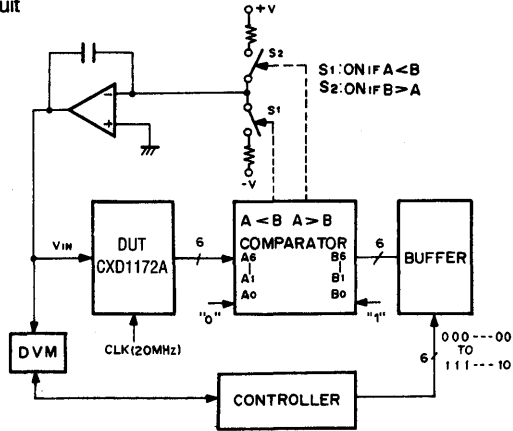 uit
+V
S2
S1:ON IF A<B
S2:ON IF B>A
S1
-V
A<B A>B
VIN
DUT
CXD1172A
6
COMPARATOR
A6
A1
A0
B6
B1
B0
6
BUFFER
"0"
"1"
CLK(20MHz)
DVM
6
000---00
TO
111---10
CONTROLLER